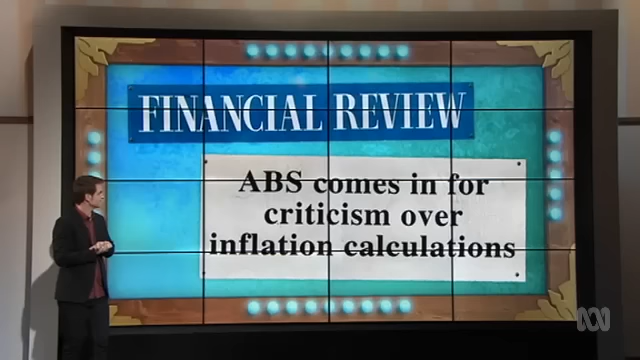 FINANCIAL REVIEW
ABS comes in for
criticism over
inflation calculations